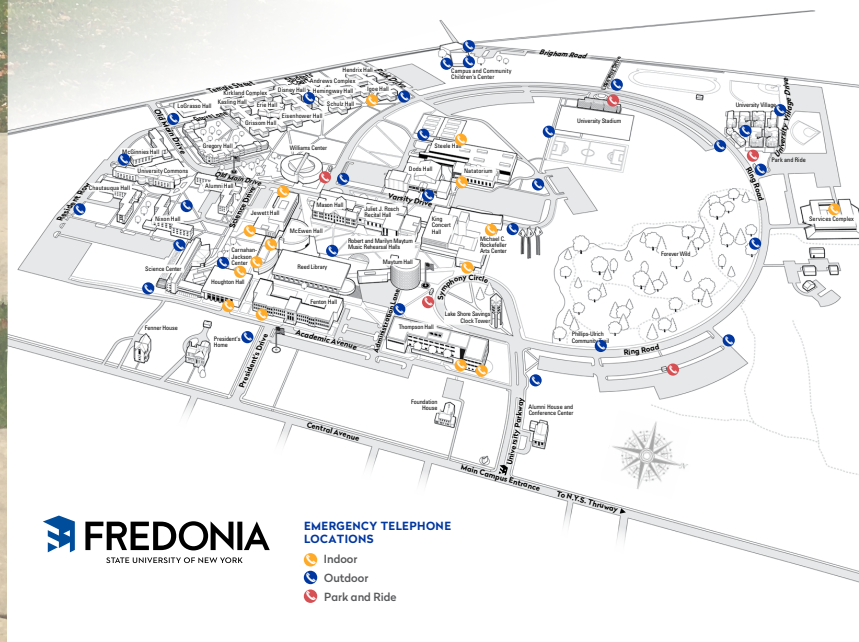 Brigham Road
Campus and Community
Children's Center
Hendrix Hall
Andrews Complex
Disney Hall
Hemingway Hall
Igoe Hall
Schulz Hall
Kirkland Complex
Kasling Hall
Erie Hall
Eisenhower Hall
Grissom Hall
LoGrasso Hall
Temple Street
Old Main Drive
Gregory Hall
McGinnies Hall
University Commons
Williams Center
Old Main Drive
Chautauqua Hall
Alumni Hall
Nixon Hall
Science Drive
Jewett Hall
Mason Hall
Juliet J. Rosch
Recital Hall
Varsity Drive
Steele Hall
Dods Hall
Natatorium
University Stadium
University Village
University Village Drive
Park and Ride
Ring Road
Services Complex
King
Concert
Hall
Michael C.
Rockefeller
Arts Center
McEwen Hall
Robert and Marilyn Maytum
Music Rehearsal Halls
Maytum Hall
Carnahan-
Jackson
Center
Reed Library
Science Center
Houghton Hall
Fenton Hall
Symphony Circle
Lake Shore Savings
Clock Tower
Forever Wild
Fenner House
President's
Home
President's Drive
Academic Avenue
Administration Lane
Thompson Hall
Phillips-Ulrich
Community Trail
Ring Road
Foundation
House
Alumni House and
Conference Center
University Parkway
Central Avenue
Main Campus Entrance
To N.Y.S. Thruway
FREDONIA
STATE UNIVERSITY OF NEW YORK
EMERGENCY TELEPHONE
LOCATIONS
Indoor
Outdoor
Park and Ride